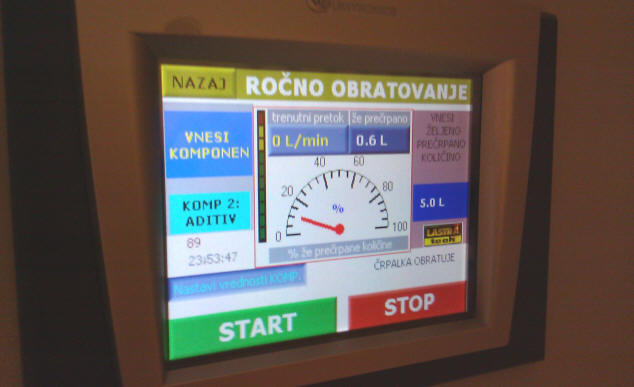 UNITRONICS
NAZAJ
ROČNO OBRATOVANJE
VNESI
KOMPONEN
trenutni pretok
že prečrpano
0 L/min
0.6 L
VNESI
ŽELJENO
PREČRPANO
KOLIČINO
5.0 L
KOMP 2:
ADITIV
0
20
40
60
80
100
%
% že prečrpane količine
89
23:53:47
LASTRA
tech
ČRPALKA OBRATUJE
Nastavi vrednosti KOMP.
START
STOP